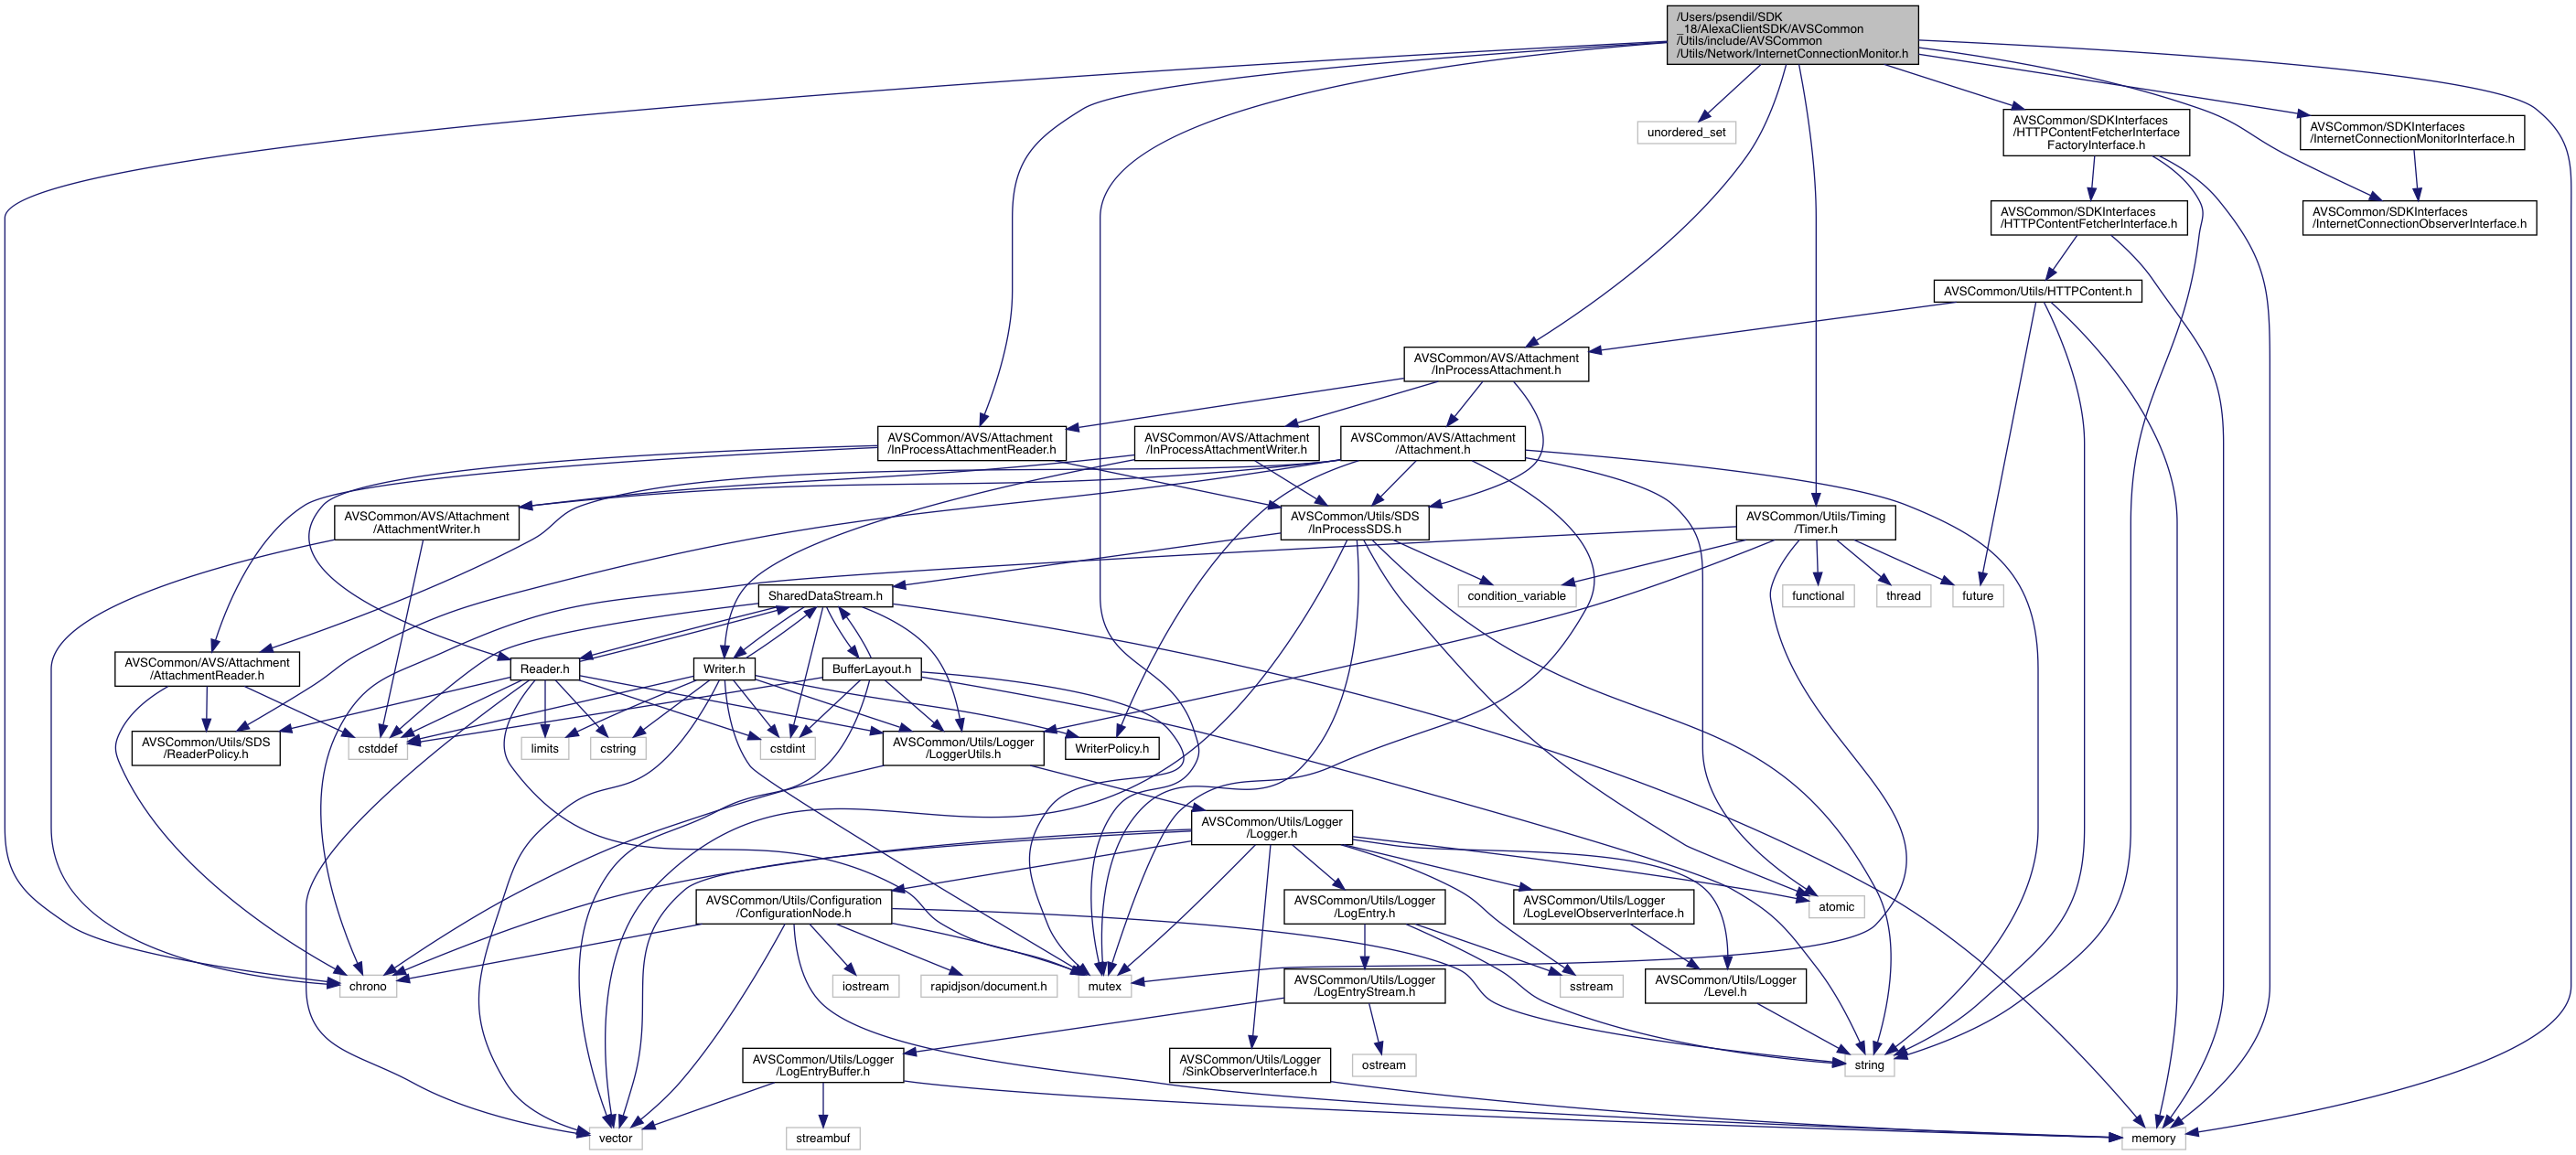 /Users/psendil/SDK
_18/AlexaClientSDK/AVSCommon
/Utils/include/AVSCommon
/Utils/Network/InternetConnectionMonitor.h
unordered_set
AVSCommon/SDKInterfaces
/HTTPContentFetcherInterface
FactoryInterface.h
AVSCommon/SDKInterfaces
/InternetConnectionMonitorInterface.h
AVSCommon/SDKInterfaces
/HTTPContentFetcherInterface.h
AVSCommon/SDKInterfaces
/InternetConnectionObserverInterface.h
AVSCommon/Utils/HTTPContent.h
AVSCommon/AVS/Attachment
/InProcessAttachment.h
AVSCommon/AVS/Attachment
/InProcessAttachmentReader.h
AVSCommon/AVS/Attachment
/InProcessAttachmentWriter.h
AVSCommon/AVS/Attachment
/Attachment.h
AVSCommon/AVS/Attachment
/AttachmentWriter.h
AVSCommon/Utils/SDS
/InProcessSDS.h
AVSCommon/Utils/Timing
/Timer.h
SharedDataStream.h
condition_variable
functional
thread
future
AVSCommon/AVS/Attachment
/AttachmentReader.h
Reader.h
Writer.h
BufferLayout.h
AVSCommon/Utils/SDS
/ReaderPolicy.h
cstddef
limits
cstring
cstdint
AVSCommon/Utils/Logger
/LoggerUtils.h
WriterPolicy.h
AVSCommon/Utils/Logger
/Logger.h
AVSCommon/Utils/Configuration
/ConfigurationNode.h
AVSCommon/Utils/Logger
/LogEntry.h
AVSCommon/Utils/Logger
/LogLevelObserverInterface.h
atomic
chrono
iostream
rapidjson/document.h
mutex
AVSCommon/Utils/Logger
/LogEntryStream.h
sstream
AVSCommon/Utils/Logger
/Level.h
AVSCommon/Utils/Logger
/LogEntryBuffer.h
AVSCommon/Utils/Logger
/SinkObserverInterface.h
ostream
string
vector
streambuf
memory